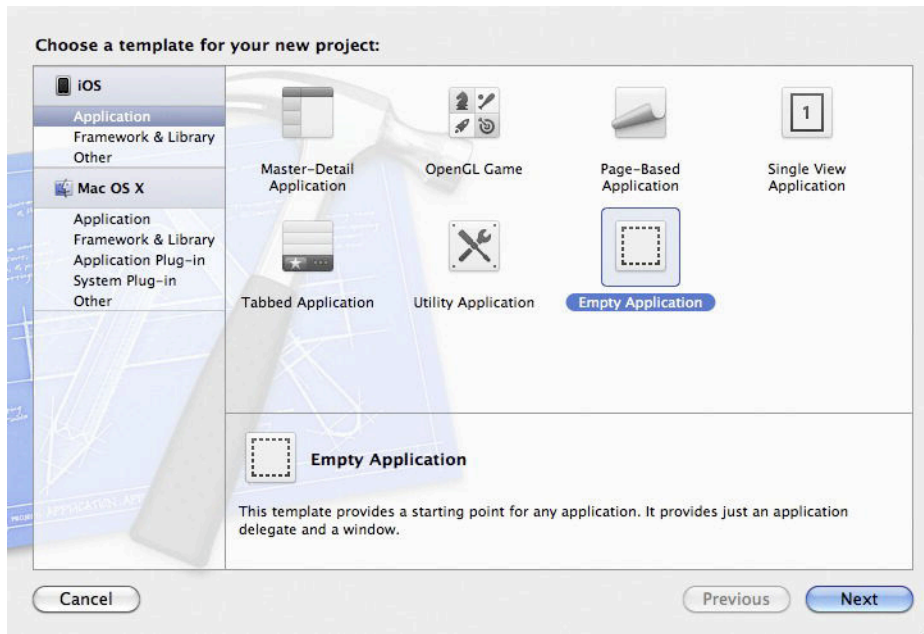 Choose a template for your new project:
iOS
Application
Framework & Library
Other
Mac OS X
Application
Framework & Library
Application Plug-in
System Plug-in
Other
Master-Detail
Application
OpenGL Game
Page-Based
Application
1
Single View
Application
Tabbed Application
Utility Application
Empty Application
Empty Application
This template provides a starting point for any application. It provides just an application
delegate and a window.
Cancel
Previous
Next